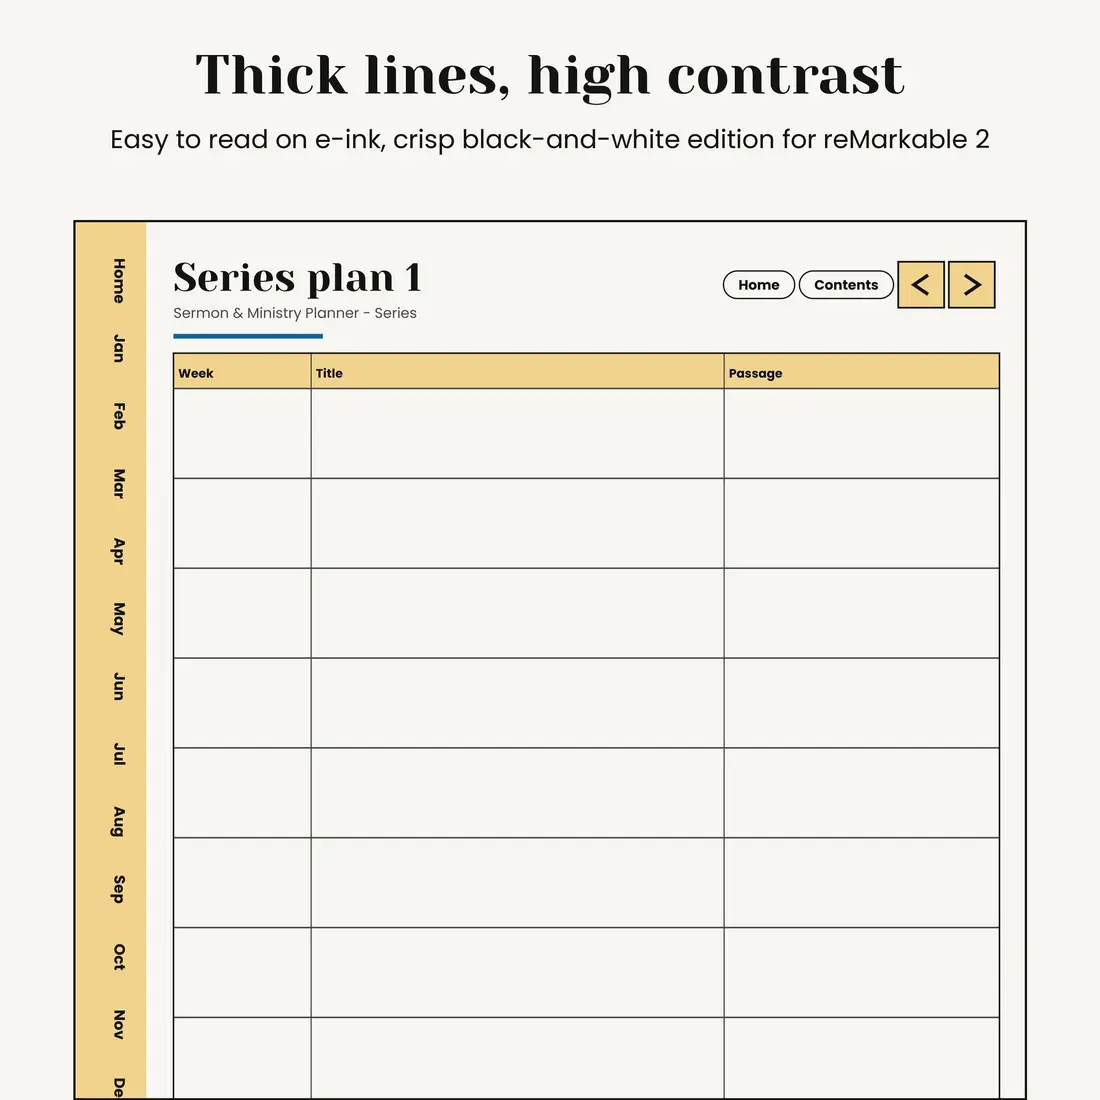 Thick lines, high contrast
Easy to read on e-ink, crisp black-and-white edition for reMarkable 2
Home
Jan
Feb
Mar
Apr
May
Jun
Jul
Aug
Sep
Oct
Nov
De
Series plan 1
Sermon & Ministry Planner - Series
Home Contents < >
Week Title Passage